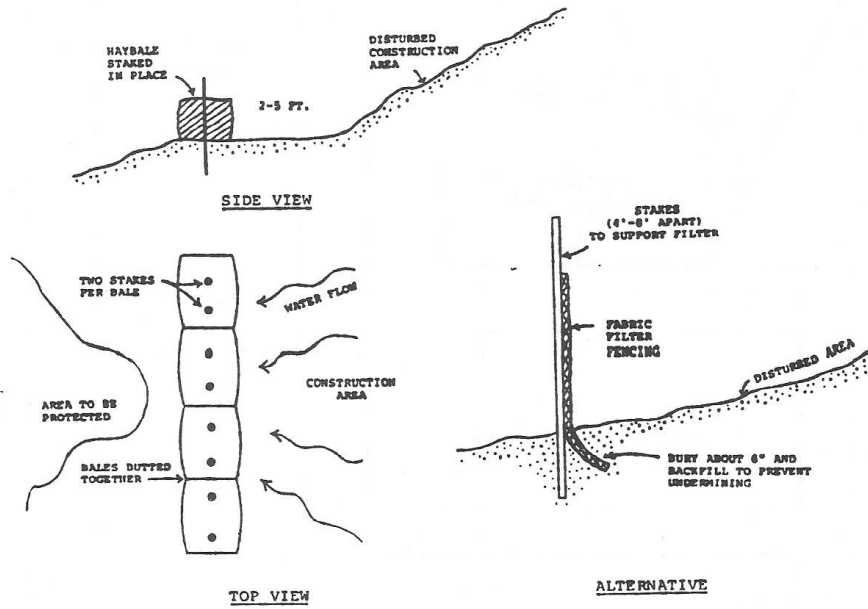 HAYBALE
STAKED
IN PLACE
2-5 FT.
DISTURBED
CONSTRUCTION
AREA
SIDE VIEW
TWO STAKES
PER BALE
WATER FLOW
CONSTRUCTION
AREA
AREA TO BE
PROTECTED
BALES BUTTED
TOGETHER
TOP VIEW
STAKES
(4'-8' APART)
TO SUPPORT FILTER
FABRIC
FILTER
FENCING
DISTURBED AREA
BURY ABOUT 6" AND
BACKFILL TO PREVENT
UNDERMINING
ALTERNATIVE